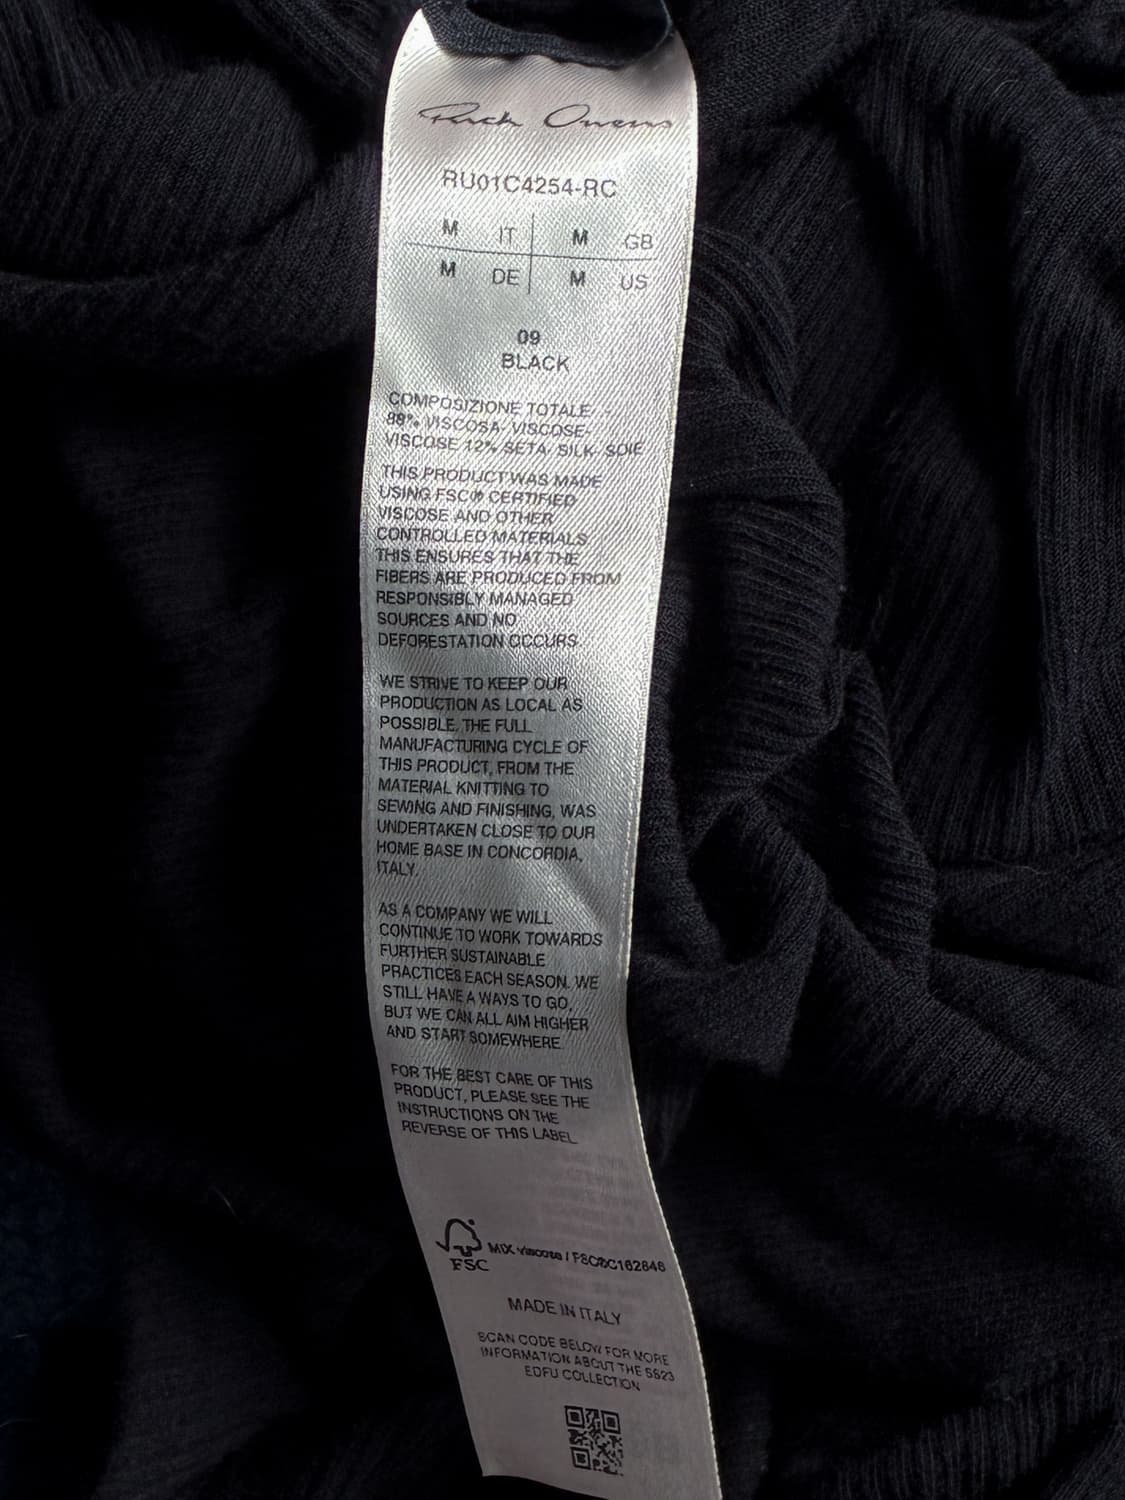 Rick Owens
RU01C4254-RC
M IT M GB
M DE M US
09
BLACK
COMPOSIZIONE TOTALE: -
88% VISCOSA- VISCOSE-
VISCOSE 12% SETA- SILK- SOIE
THIS PRODUCT WAS MADE
USING FSC® CERTIFIED
VISCOSE AND OTHER
CONTROLLED MATERIALS.
THIS ENSURES THAT THE
FIBERS ARE PRODUCED FROM
RESPONSIBLY MANAGED
SOURCES AND NO
DEFORESTATION OCCURS.
WE STRIVE TO KEEP OUR
PRODUCTION AS LOCAL AS
POSSIBLE. THE FULL
MANUFACTURING CYCLE OF
THIS PRODUCT, FROM THE
MATERIAL KNITTING TO
SEWING AND FINISHING, WAS
UNDERTAKEN CLOSE TO OUR
HOME BASE IN CONCORDIA,
ITALY.
AS A COMPANY WE WILL
CONTINUE TO WORK TOWARDS
FURTHER SUSTAINABLE
PRACTICES EACH SEASON. WE
STILL HAVE A WAYS TO GO,
BUT WE CAN ALL AIM HIGHER
AND START SOMEWHERE.
FOR THE BEST CARE OF THIS
PRODUCT, PLEASE SEE THE
INSTRUCTIONS ON THE
REVERSE OF THIS LABEL.
FSC MIX viscose / FSC®C162846
MADE IN ITALY
SCAN CODE BELOW FOR MORE
INFORMATION ABOUT THE SS23
EDFU COLLECTION